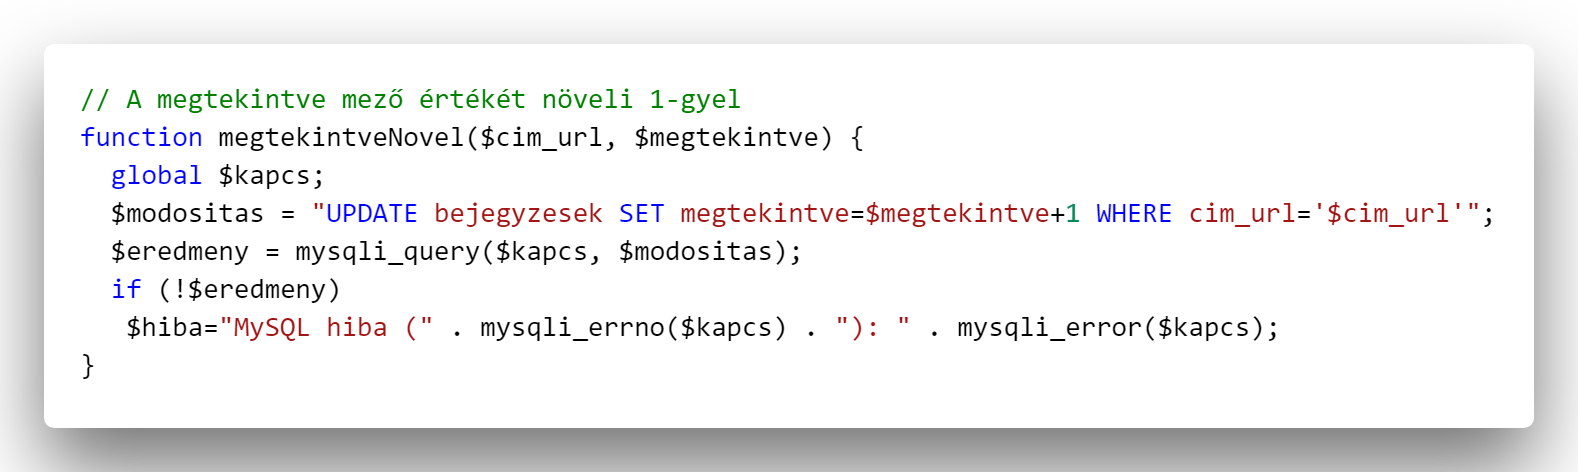 // A megtekintve mező értékét növeli 1-gyel
function megtekintveNovel($cim_url, $megtekintve) {
  global $kapcs;
  $modositas = "UPDATE bejegyzesek SET megtekintve=$megtekintve+1 WHERE cim_url='$cim_url'";
  $eredmeny = mysqli_query($kapcs, $modositas);
  if (!$eredmeny)
   $hiba="MySQL hiba (" . mysqli_errno($kapcs) . "): " . mysqli_error($kapcs);
}